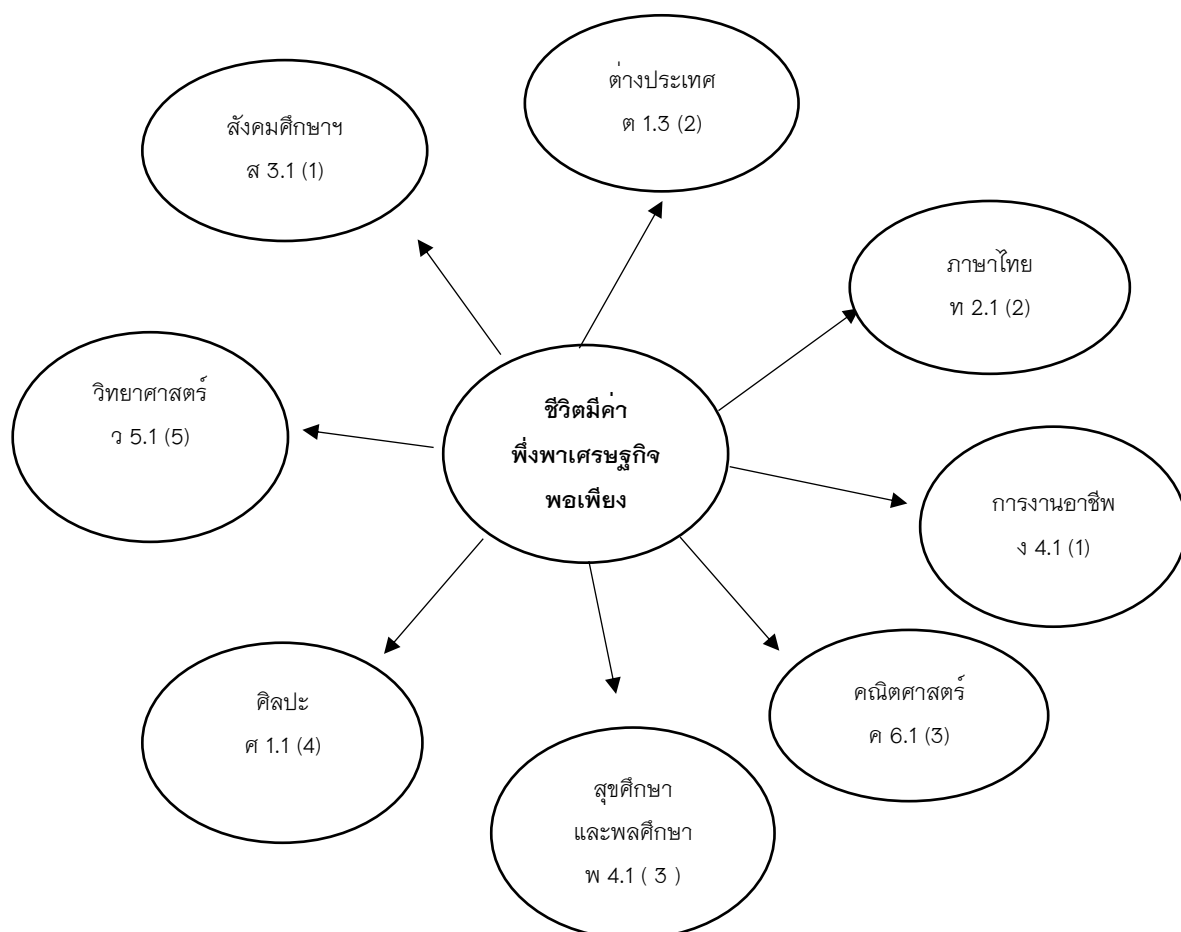 ต่างประเทศ
ต 1.3 (2)
สังคมศึกษาฯ
ส 3.1 (1)
ภาษาไทย
ท 2.1 (2)
วิทยาศาสตร์
ว 5.1 (5)
ชีวิตมีค่า
พึ่งพาเศรษฐกิจ
พอเพียง
การงานอาชีพ
ง 4.1 (1)
ศิลปะ
ศ 1.1 (4)
คณิตศาสตร์
ค 6.1 (3)
สุขศึกษา
และพลศึกษา
พ 4.1 ( 3 )